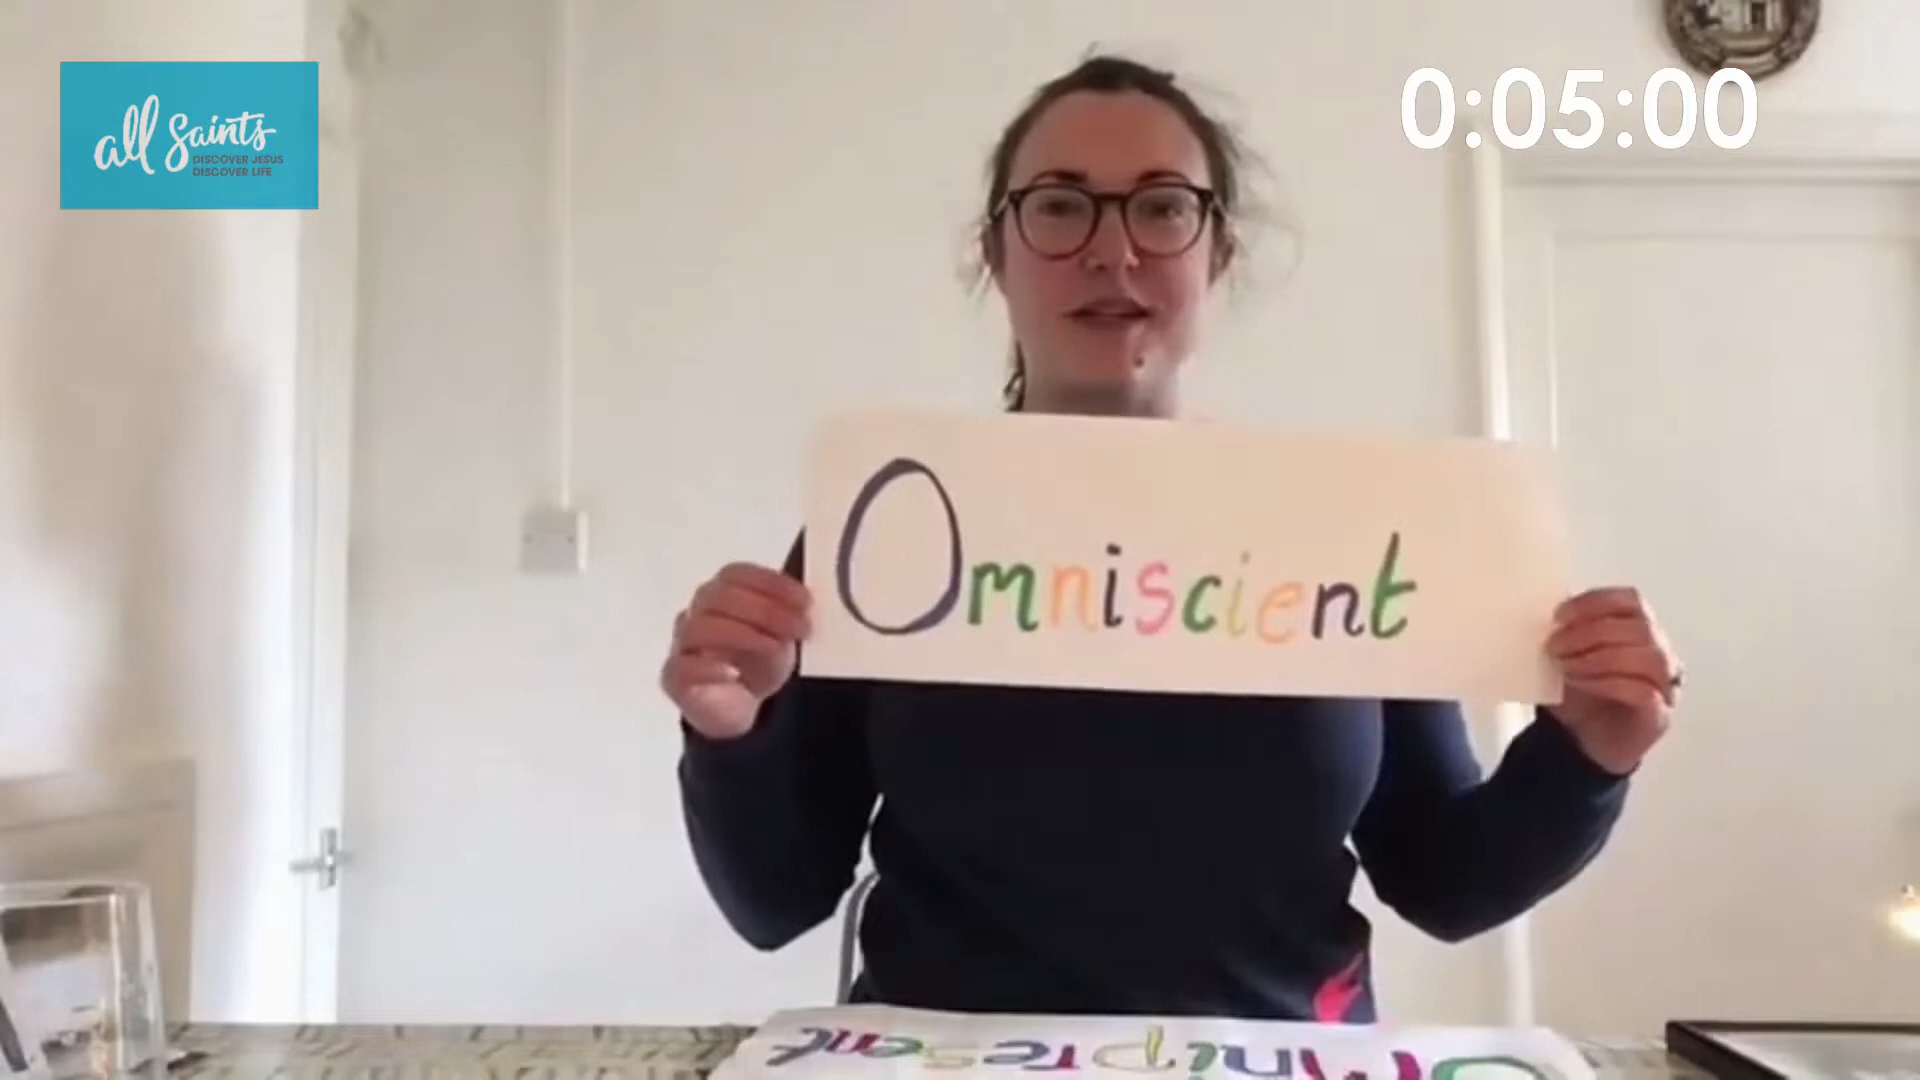 all Saints
DISCOVER JESUS
DISCOVER LIFE
0:05:00
Omniscient
Omnipresent